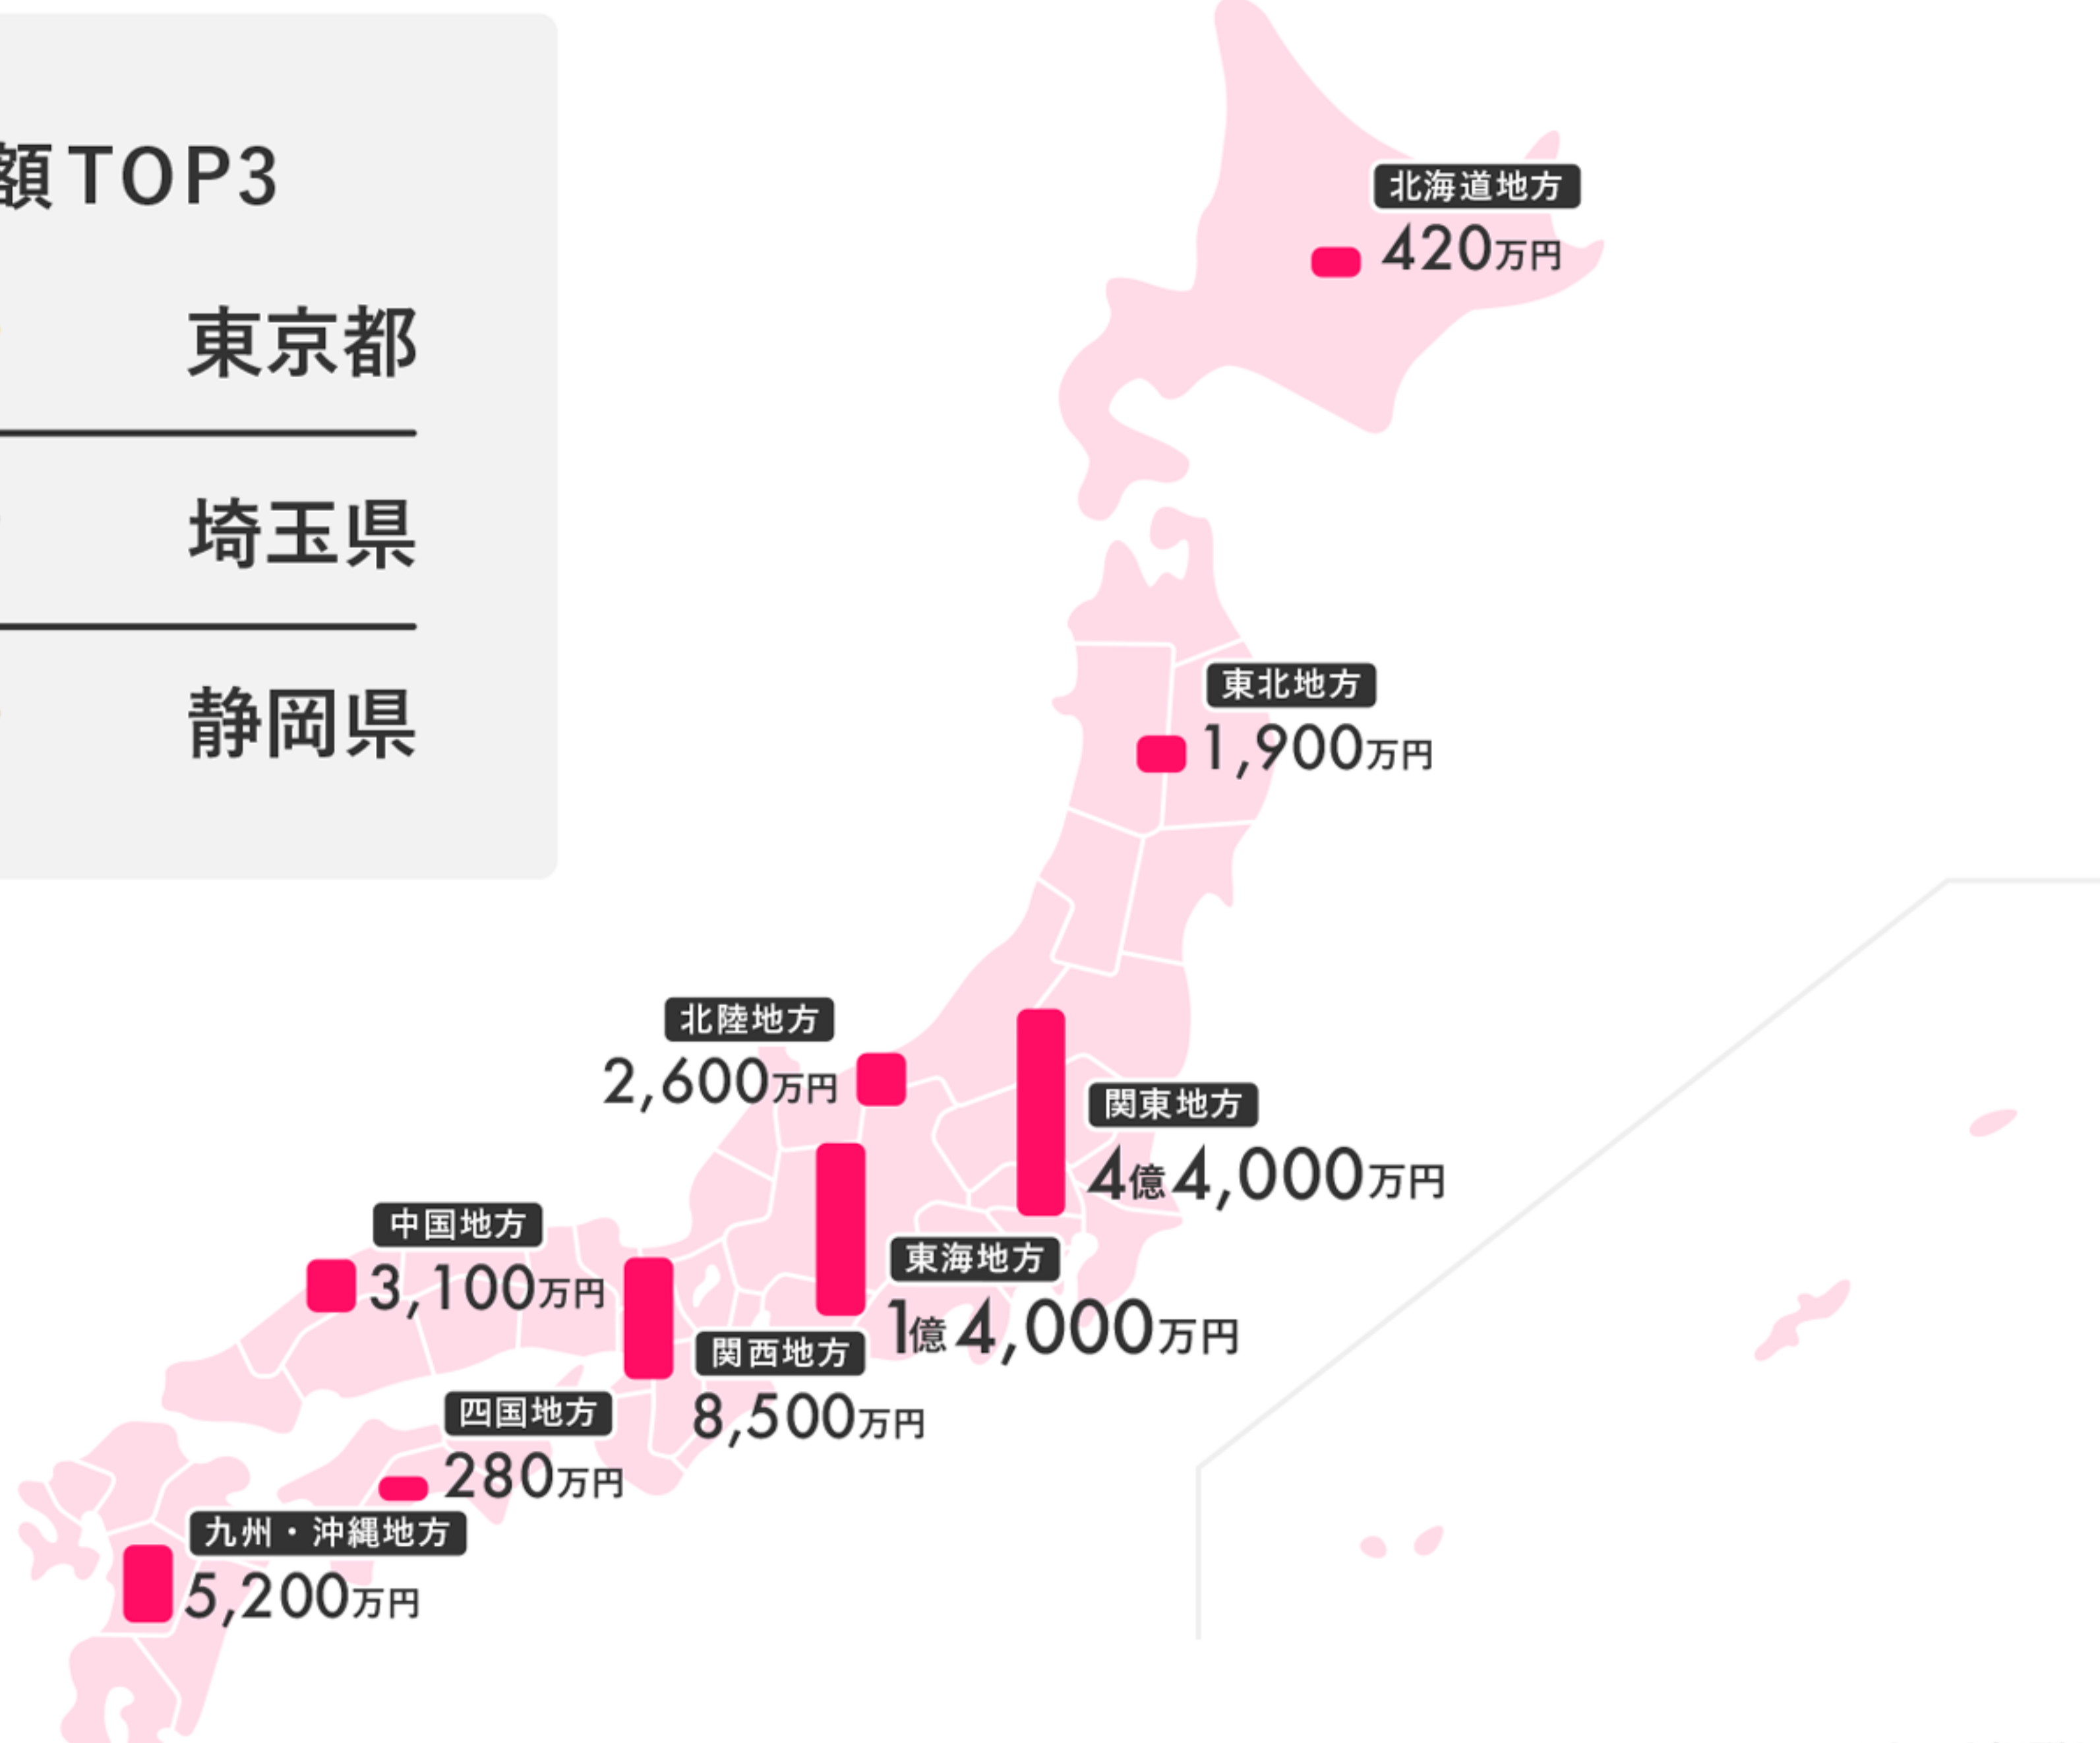 額TOP3
東京都
埼玉県
静岡県
北海道地方
420万円
東北地方
1,900万円
北陸地方
2,600万円
関東地方
4億4,000万円
東海地方
1億4,000万円
中国地方
3,100万円
関西地方
8,500万円
四国地方
280万円
九州・沖縄地方
5,200万円